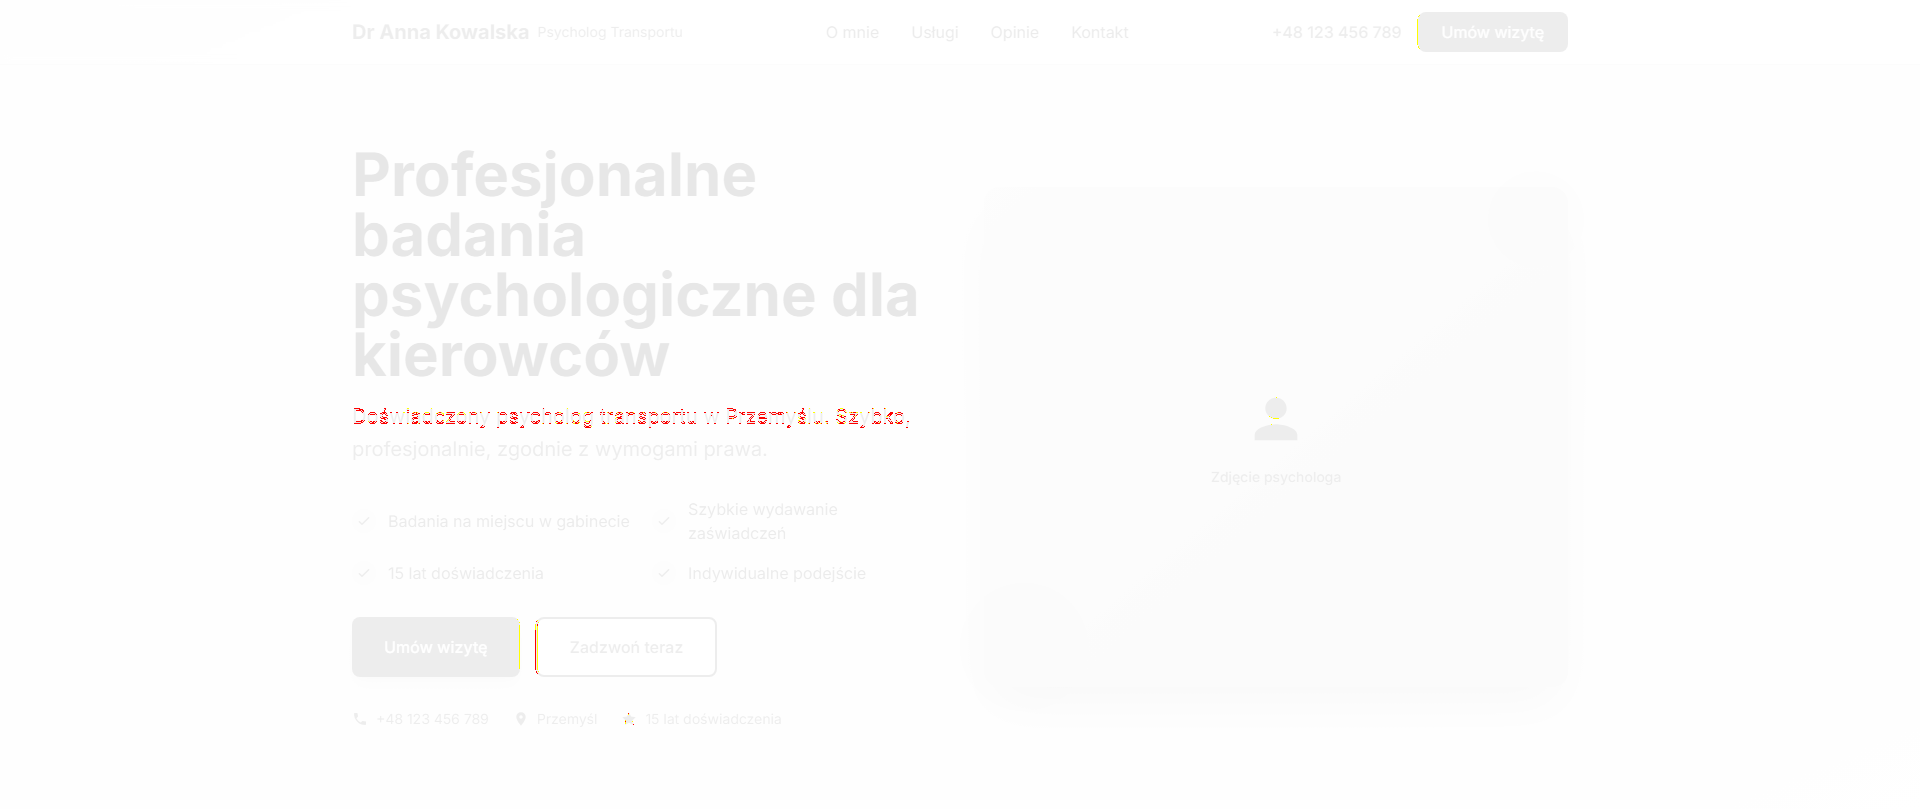 Dr Anna Kowalska Psycholog Transportu O mnie Usługi Opinie Kontakt +48 123 456 789 Umów wizytę
Profesjonalne
badania
psychologiczne dla
kierowców
Doświadczony psycholog transportu w Przemyślu. Szybko,
profesjonalnie, zgodnie z wymogami prawa.
Badania na miejscu w gabinecie
Szybkie wydawanie
zaświadczeń
15 lat doświadczenia
Indywidualne podejście
Umów wizytę
Zadzwoń teraz
+48 123 456 789 Przemyśl 15 lat doświadczenia
Zdjęcie psychologa